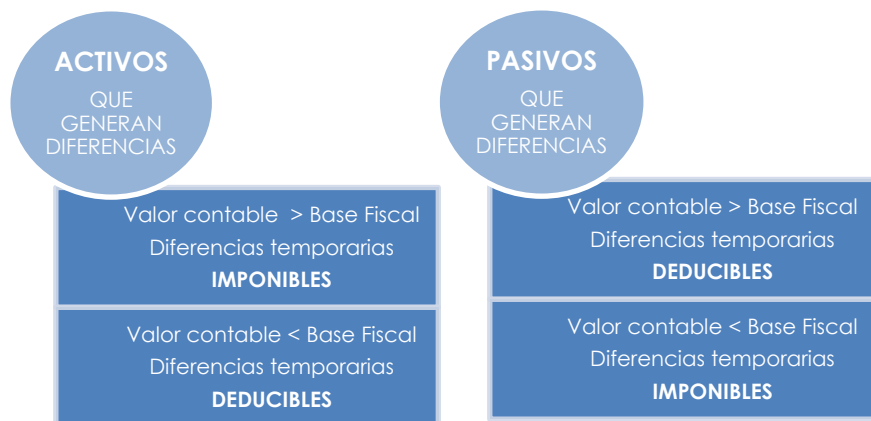 ACTIVOS
QUE
GENERAN
DIFERENCIAS
Valor contable > Base Fiscal
Diferencias temporarias
IMPONIBLES
Valor contable < Base Fiscal
Diferencias temporarias
DEDUCIBLES
PASIVOS
QUE
GENERAN
DIFERENCIAS
Valor contable > Base Fiscal
Diferencias temporarias
DEDUCIBLES
Valor contable < Base Fiscal
Diferencias temporarias
IMPONIBLES